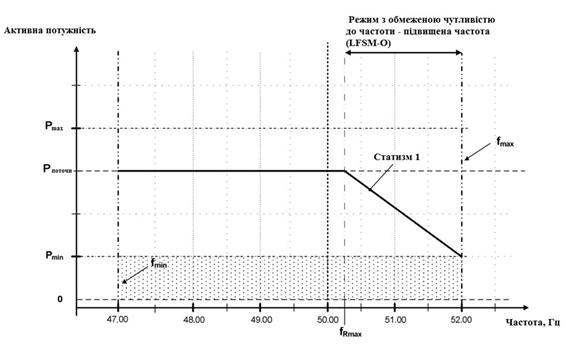 Режим з обмеженою чутливістю
до частоти - підвищена частота
(LFSM-O)
Активна потужність
Pmax
fmax
Статизм 1
Pпоточн
Pmin
fmin
0
47.00 48.00 49.00 50.00 51.00 52.00
Частота, Гц
fRmax